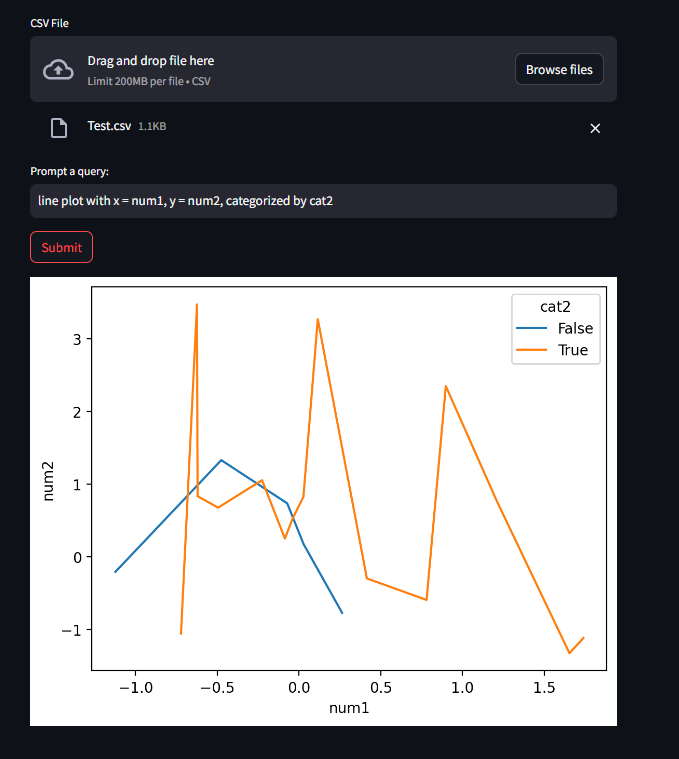 CSV File
Drag and drop file here
Limit 200MB per file • CSV
Browse files
Test.csv 1.1KB
Prompt a query:
line plot with x = num1, y = num2, categorized by cat2
Submit
cat2
False
True
3
2
1
0
−1
num2
−1.0 −0.5 0.0 0.5 1.0 1.5
num1